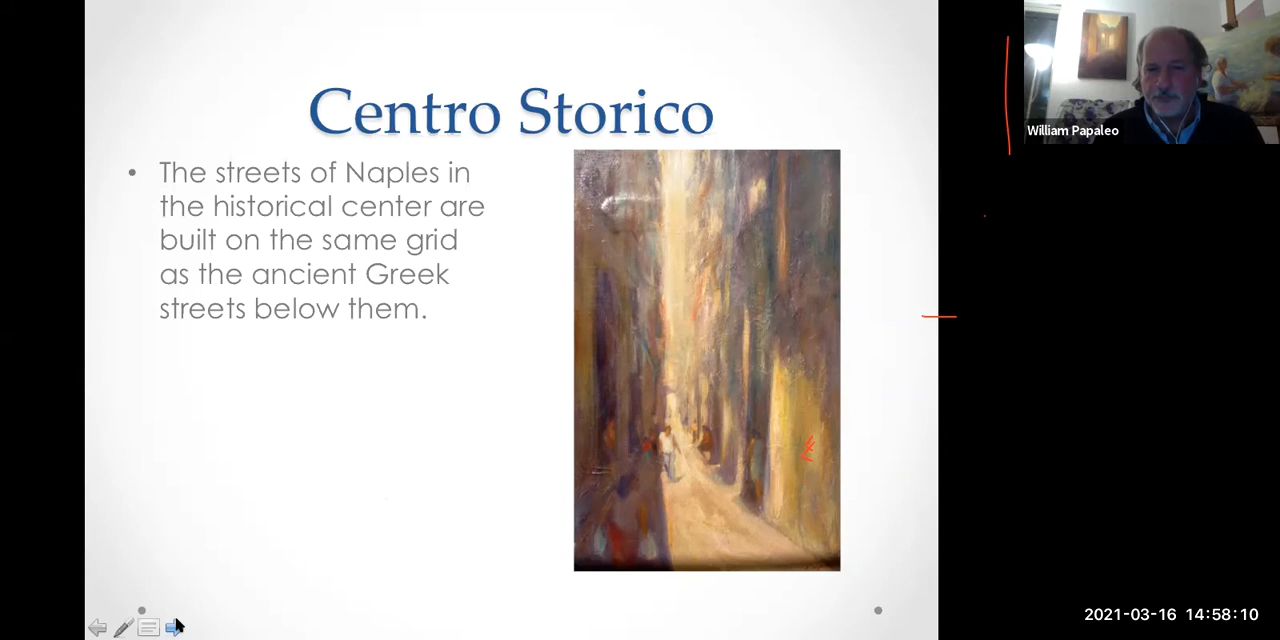 Centro Storico
• The streets of Naples in
the historical center are
built on the same grid
as the ancient Greek
streets below them.
William Papaleo
2021-03-16 14:58:10